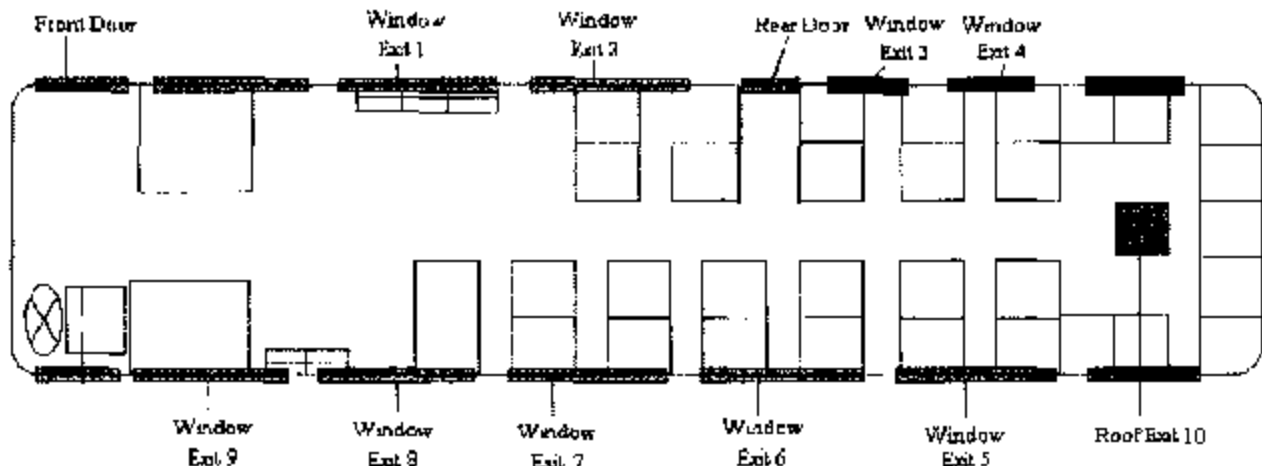 Front Door
Window
Exit 1
Window
Exit 2
Rear Door
Window
Exit 3
Window
Exit 4
Window
Exit 9
Window
Exit 8
Window
Exit 7
Window
Exit 6
Window
Exit 5
Roof Exit 10